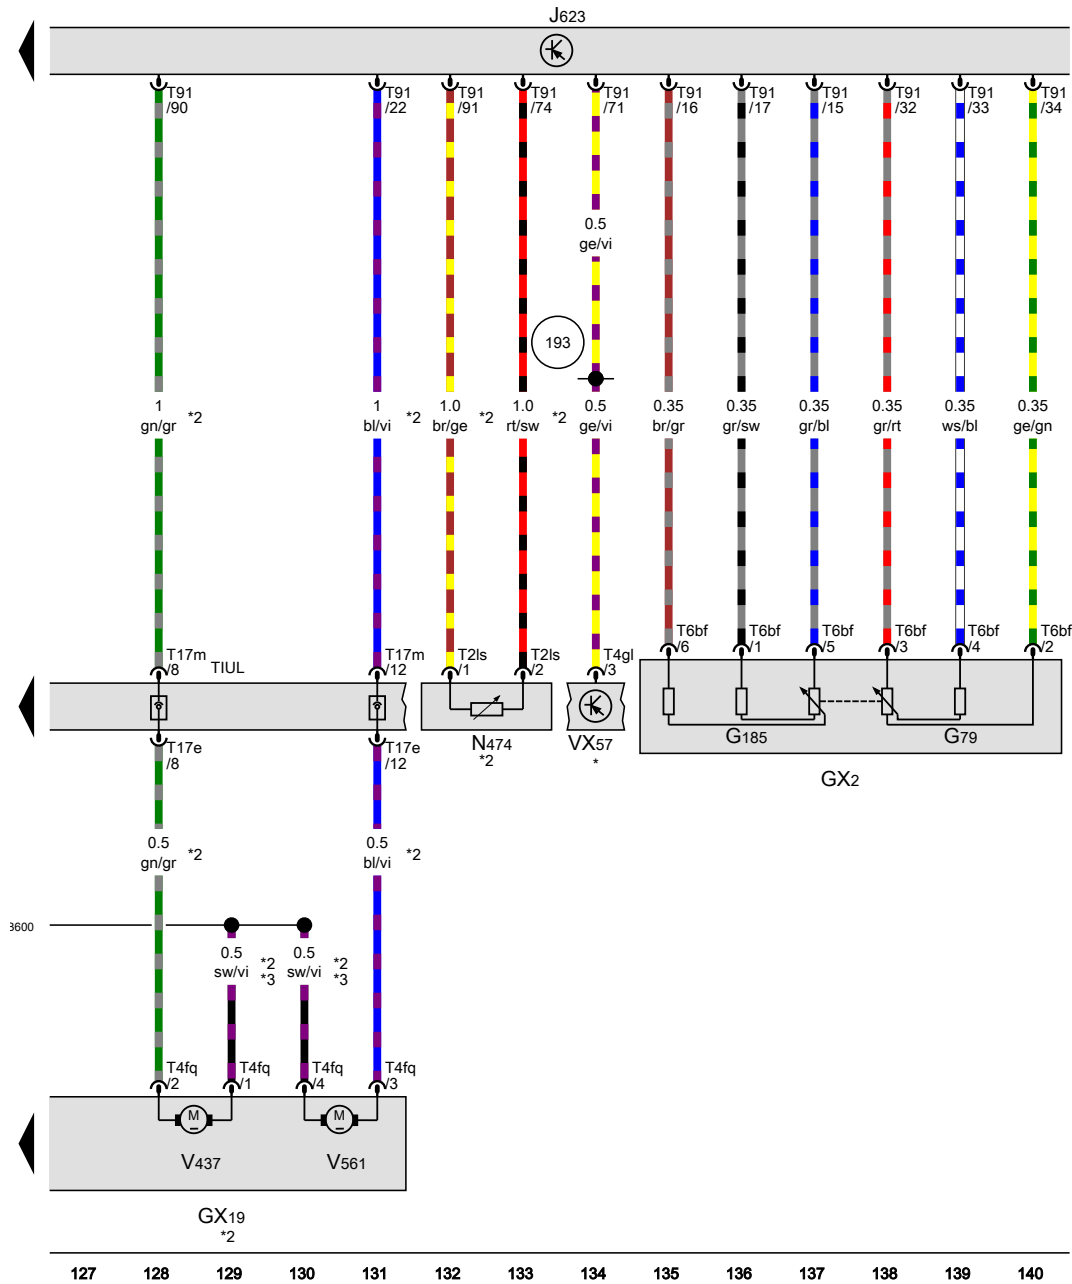 J623
T91 T91 T91 T91 T91 T91 T91 T91 T91 T91 T91
/90 /22 /91 /74 /71 /16 /17 /15 /32 /33 /34
0.5
ge/vi
193
1 *2 1 *2 1.0 *2 1.0 *2 0.5 0.35 0.35 0.35 0.35 0.35 0.35
gn/gr bl/vi br/ge rt/sw ge/vi br/gr gr/sw gr/bl gr/rt ws/bl ge/gn
T6bf T6bf T6bf T6bf T6bf T6bf
/6 /1 /5 /3 /4 /2
T17m TIUL T17m T2ls T2ls T4gl
/8 /12 /1 /2 /3
G185 G79
N474 VX57
*2 *
GX2
T17e T17e
/8 /12
0.5 *2 0.5 *2
gn/gr bl/vi
3600
0.5 *2 0.5 *2
sw/vi *3 sw/vi *3
T4fq T4fq T4fq T4fq
/2 /1 /4 /3
M M
V437 V561
GX19
*2
127 128 129 130 131 132 133 134 135 136 137 138 139 140